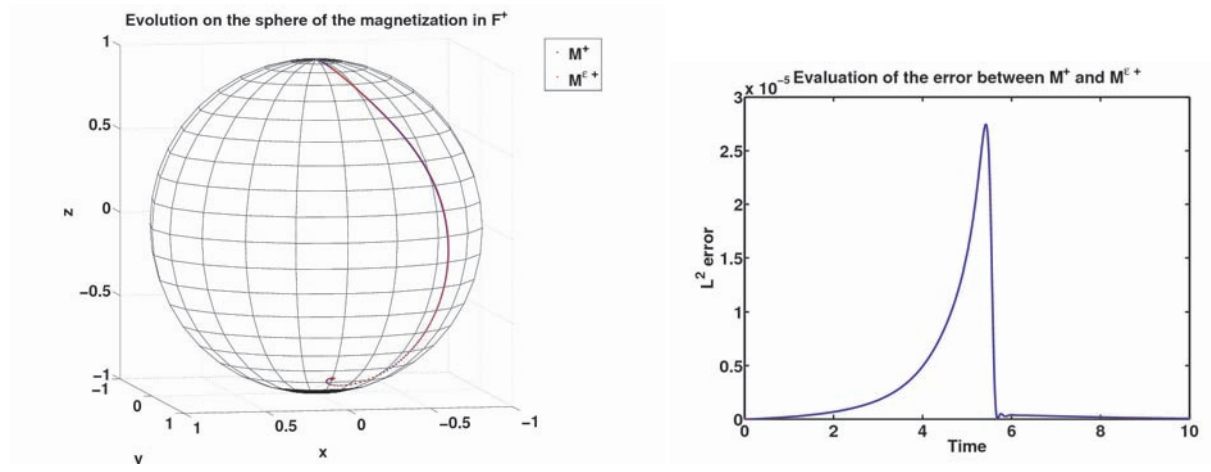 Evolution on the sphere of the magnetization in F⁺
M⁺
M^ε +
1
0.5
0
−0.5
−1
z
−1
0
1
y
1
0.5
0
−0.5
−1
x
x 10⁻⁵ Evaluation of the error between M⁺ and M^ε +
3
2.5
2
1.5
1
0.5
0
L² error
0 2 4 6 8 10
Time